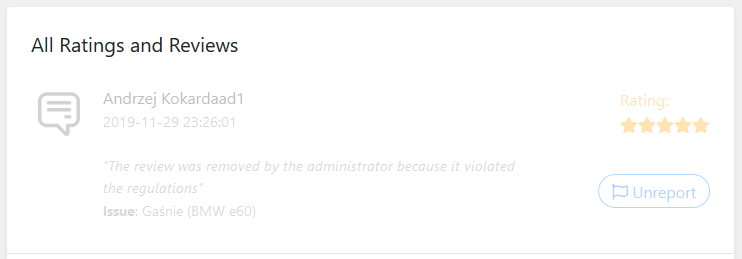 All Ratings and Reviews
Andrzej Kokardaad1
Rating:
2019-11-29 23:26:01
"The review was removed by the administrator because it violated
the regulations"
Unreport
Issue: Gaśnie (BMW e60)